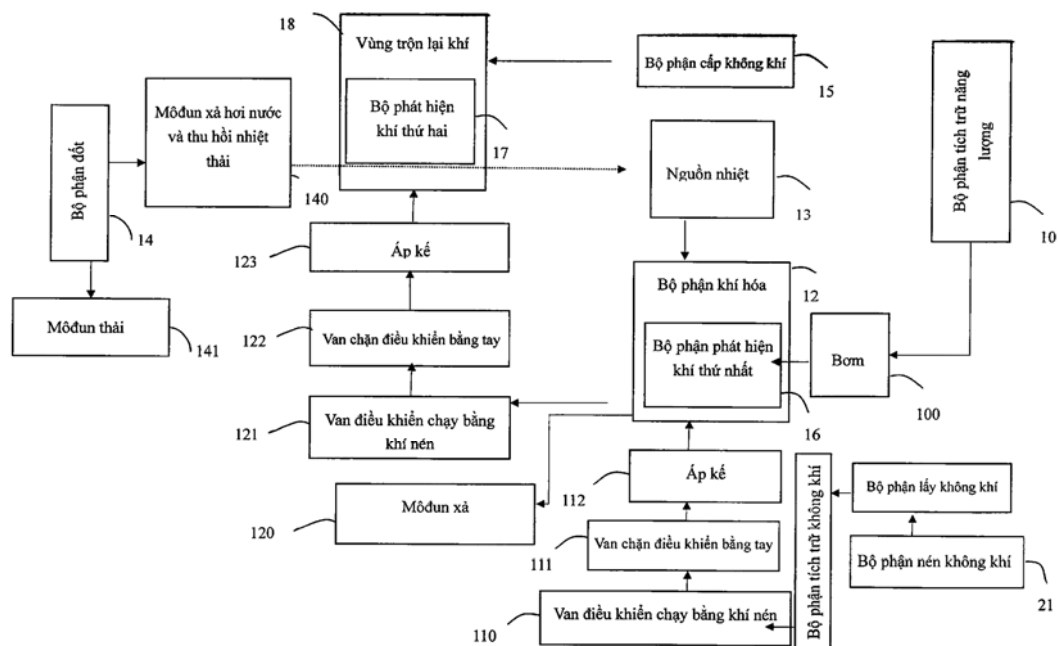 18
Vùng trộn lại khí
Bộ phát hiện
khí thứ hai
17
Bộ phận cấp không khí
15
Bộ phận tích trữ năng
lượng
10
Bộ phận đốt
14
Môđun xả hơi nước
và thu hồi nhiệt
thải
140
Nguồn nhiệt
13
Môđun thải
141
123
Áp kế
122
Van chặn điều khiển bằng tay
121
Van điều khiển chạy bằng
khí nén
Bộ phận khí hóa
12
Bộ phận phát hiện
khí thứ nhất
16
Bơm
100
120
Môđun xả
112
Áp kế
111
Van chặn điều khiển bằng tay
110
Van điều khiển chạy bằng khí nén
Bộ phận tích trữ không khí
Bộ phận lấy không khí
Bộ phận nén không khí
21